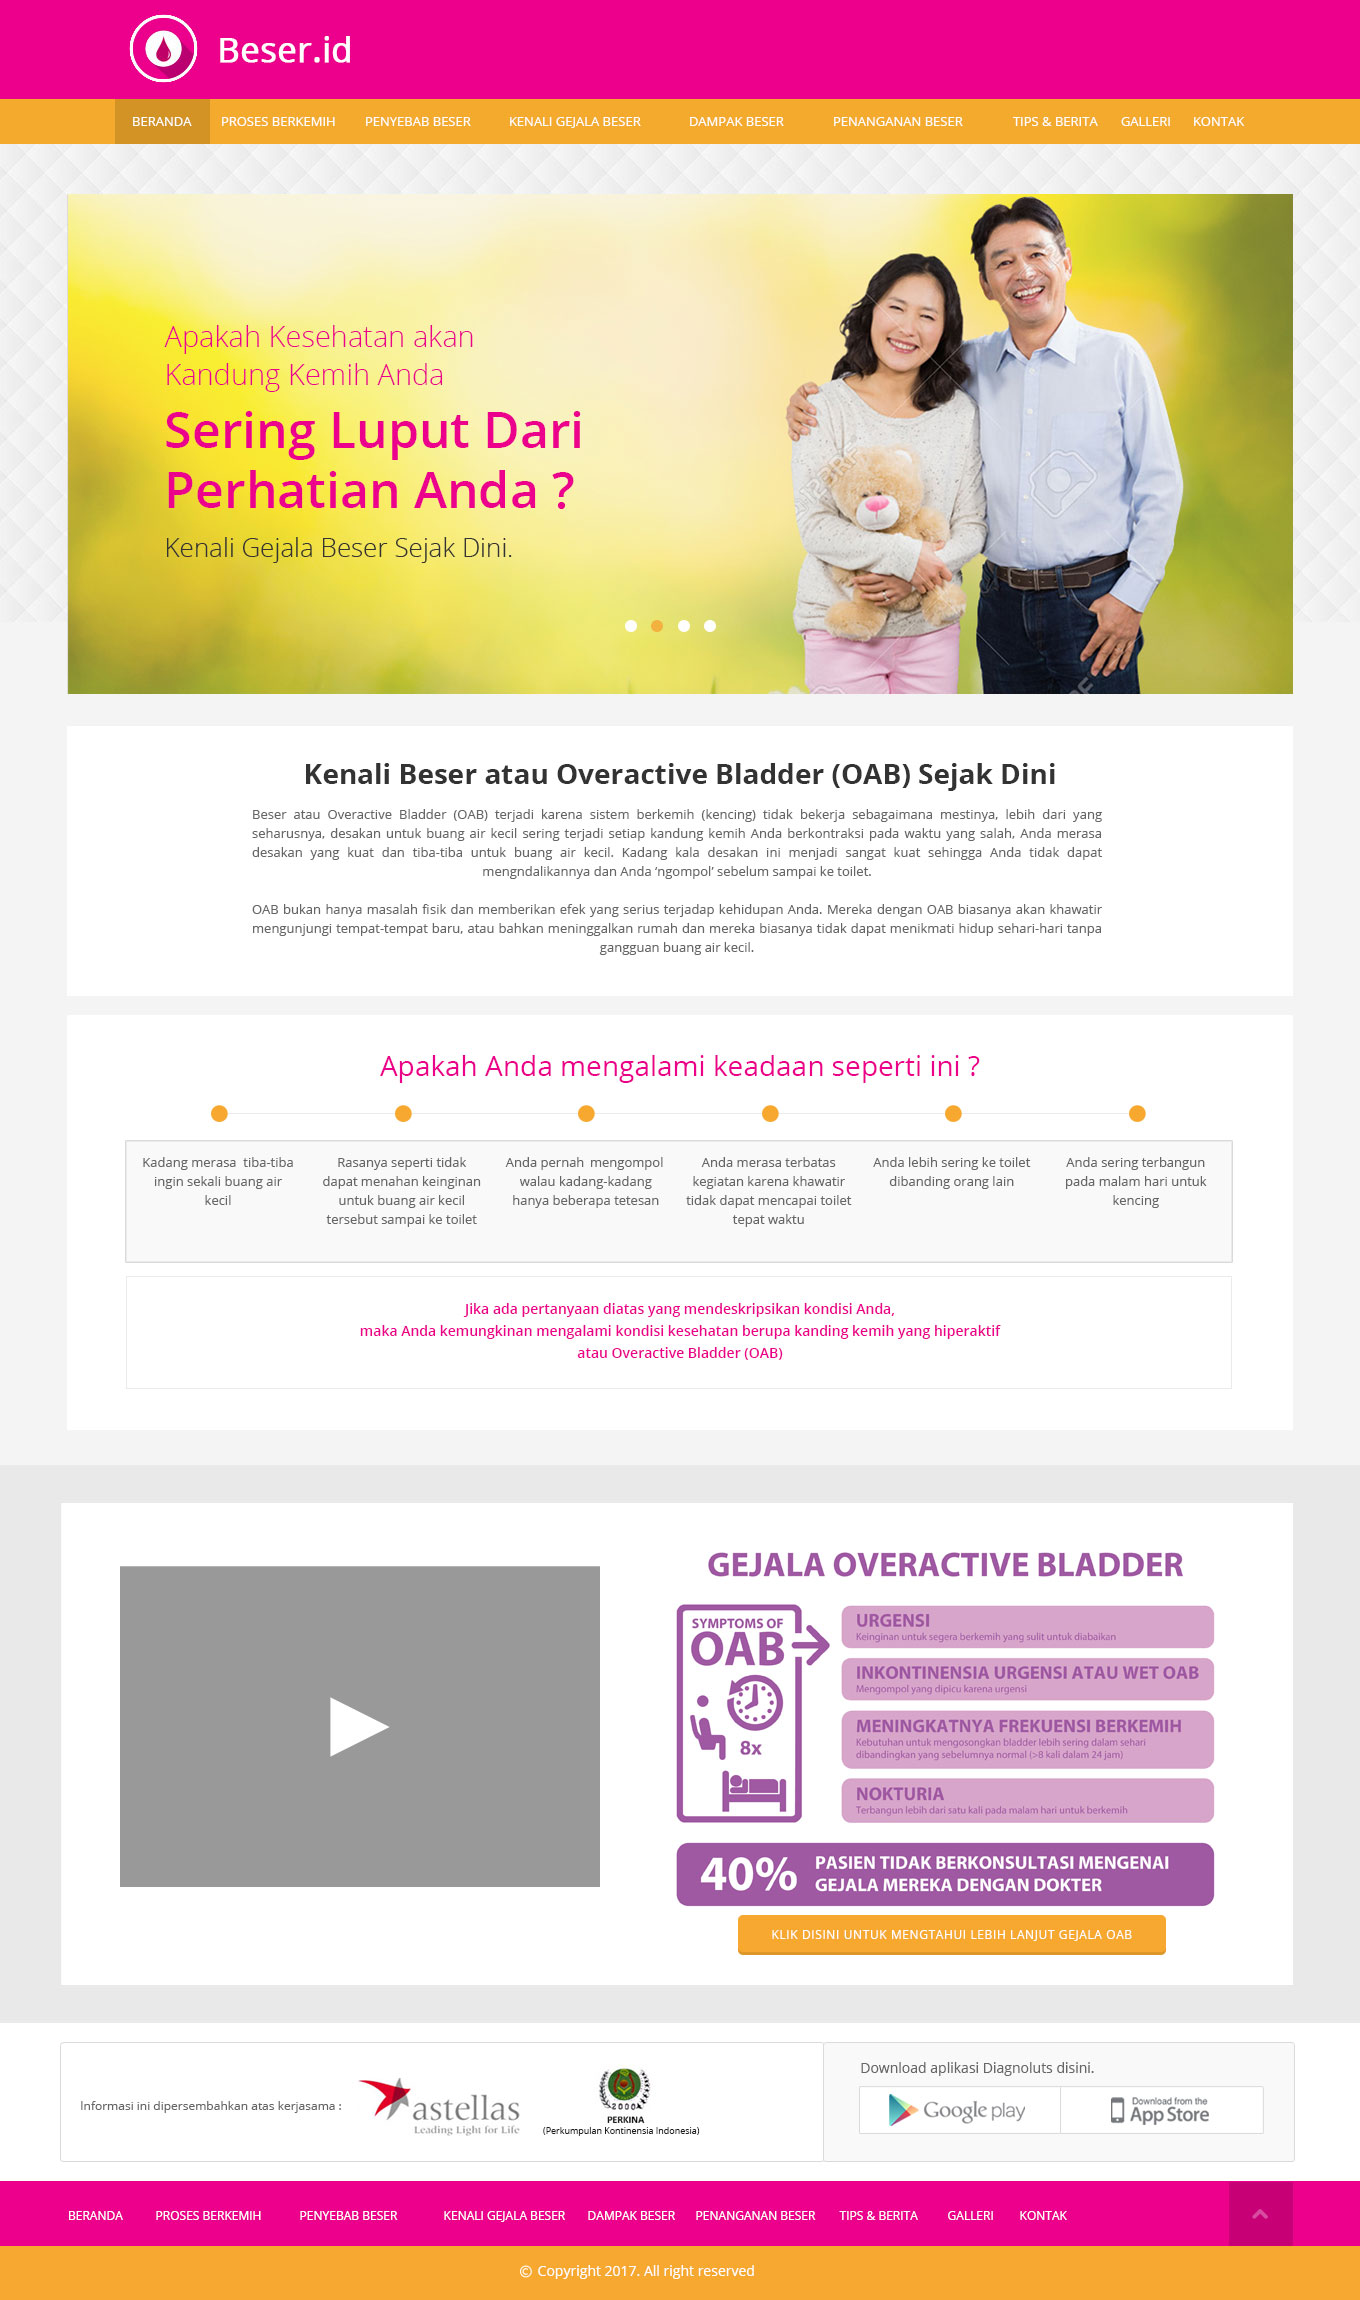 Beser.id
BERANDA PROSES BERKEMIH PENYEBAB BESER KENALI GEJALA BESER DAMPAK BESER PENANGANAN BESER TIPS & BERITA GALLERI KONTAK
Apakah Kesehatan akan
Kandung Kemih Anda
Sering Luput Dari
Perhatian Anda ?
Kenali Gejala Beser Sejak Dini.
Kenali Beser atau Overactive Bladder (OAB) Sejak Dini
Beser atau Overactive Bladder (OAB) terjadi karena sistem berkemih (kencing) tidak bekerja sebagaimana mestinya, lebih dari yang
seharusnya, desakan untuk buang air kecil sering terjadi setiap kandung kemih Anda berkontraksi pada waktu yang salah, Anda merasa
desakan yang kuat dan tiba-tiba untuk buang air kecil. Kadang kala desakan ini menjadi sangat kuat sehingga Anda tidak dapat
mengndalikannya dan Anda ‘ngompol’ sebelum sampai ke toilet.
OAB bukan hanya masalah fisik dan memberikan efek yang serius terjadap kehidupan Anda. Mereka dengan OAB biasanya akan khawatir
mengunjungi tempat-tempat baru, atau bahkan meninggalkan rumah dan mereka biasanya tidak dapat menikmati hidup sehari-hari tanpa
gangguan buang air kecil.
Apakah Anda mengalami keadaan seperti ini ?
Kadang merasa tiba-tiba
ingin sekali buang air
kecil
Rasanya seperti tidak
dapat menahan keinginan
untuk buang air kecil
tersebut sampai ke toilet
Anda pernah mengompol
walau kadang-kadang
hanya beberapa tetesan
Anda merasa terbatas
kegiatan karena khawatir
tidak dapat mencapai toilet
tepat waktu
Anda lebih sering ke toilet
dibanding orang lain
Anda sering terbangun
pada malam hari untuk
kencing
Jika ada pertanyaan diatas yang mendeskripsikan kondisi Anda,
maka Anda kemungkinan mengalami kondisi kesehatan berupa kanding kemih yang hiperaktif
atau Overactive Bladder (OAB)
GEJALA OVERACTIVE BLADDER
SYMPTOMS OF
OAB
8x
URGENSI
Keinginan untuk segera berkemih yang sulit untuk diabaikan
INKONTINENSIA URGENSI ATAU WET OAB
Mengompol yang dipicu karena urgensi
MENINGKATNYA FREKUENSI BERKEMIH
Kebutuhan untuk mengosongkan bladder lebih sering dalam sehari
dibandingkan yang sebelumnya normal (>8 kali dalam 24 jam)
NOKTURIA
Terbangun lebih dari satu kali pada malam hari untuk berkemih
40% PASIEN TIDAK BERKONSULTASI MENGENAI
GEJALA MEREKA DENGAN DOKTER
KLIK DISINI UNTUK MENGTAHUI LEBIH LANJUT GEJALA OAB
Informasi ini dipersembahkan atas kerjasama :
astellas
Leading Light for Life
2000
PERKINA
(Perkumpulan Kontinensia Indonesia)
Download aplikasi Diagnoluts disini.
Google play
Download from the
App Store
BERANDA PROSES BERKEMIH PENYEBAB BESER KENALI GEJALA BESER DAMPAK BESER PENANGANAN BESER TIPS & BERITA GALLERI KONTAK
© Copyright 2017. All right reserved